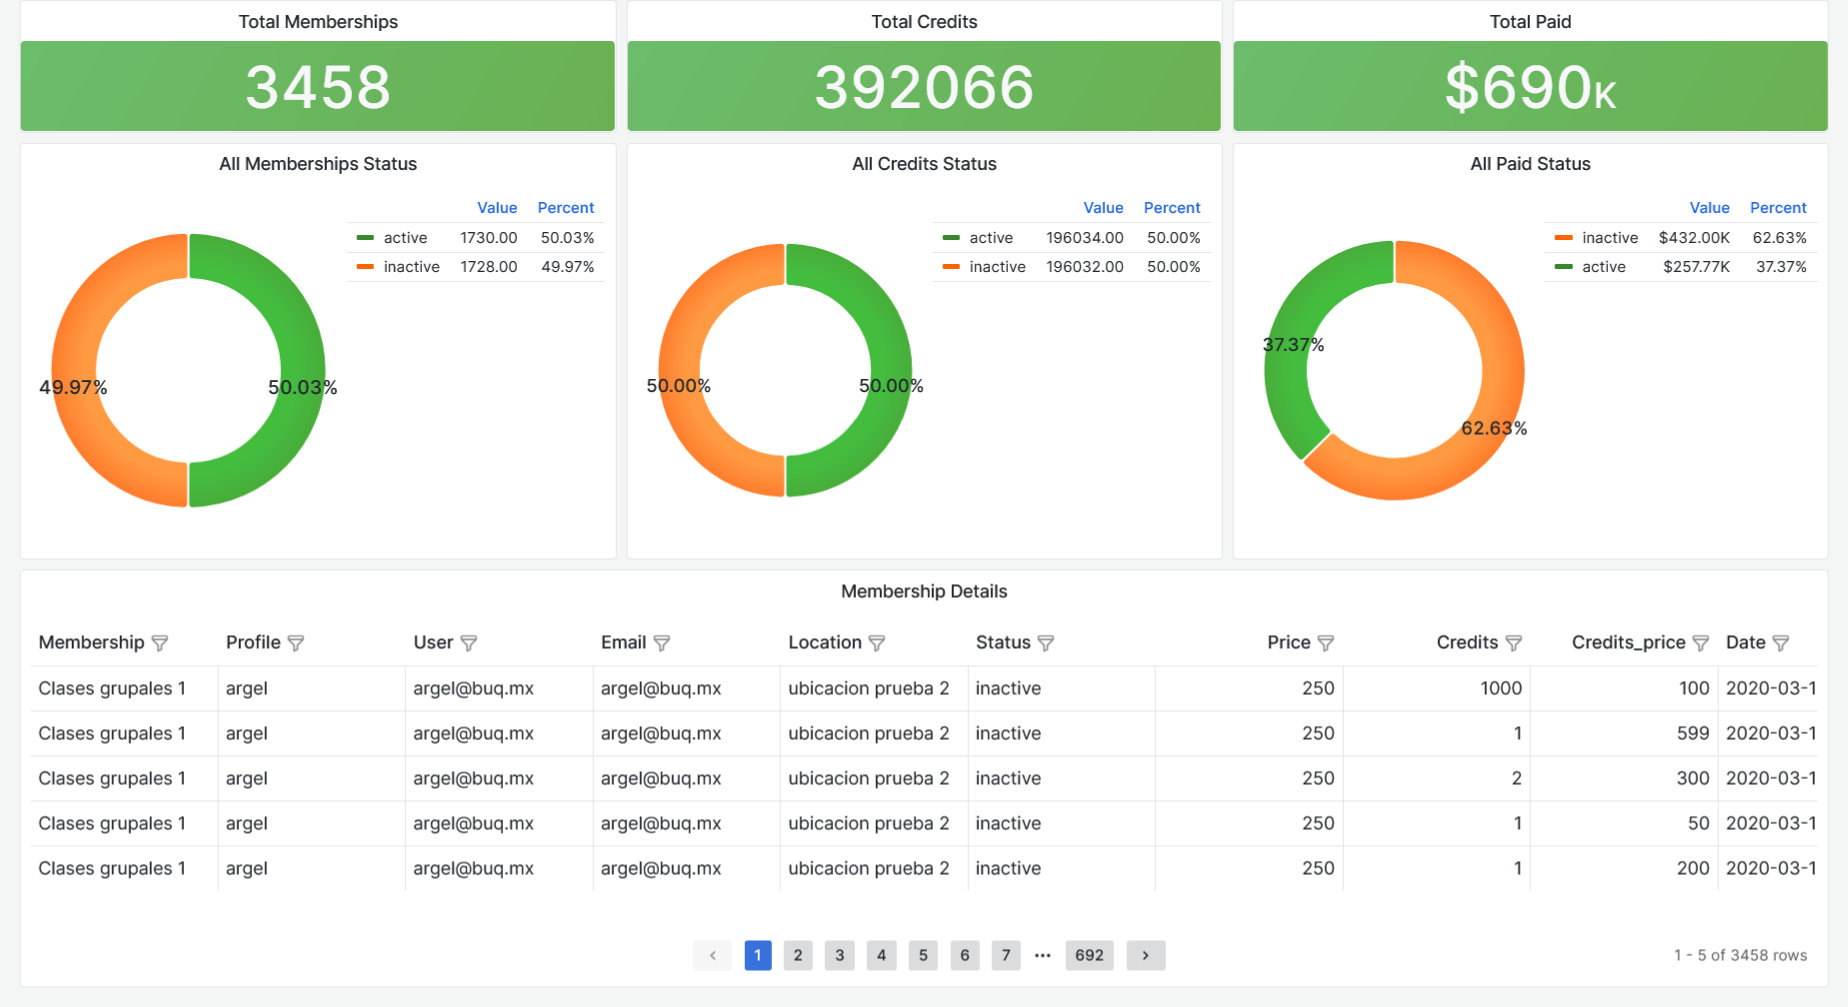 Total Memberships
3458
Total Credits
392066
Total Paid
$690K
All Memberships Status
Value Percent
active 1730.00 50.03%
inactive 1728.00 49.97%
49.97%
50.03%
All Credits Status
Value Percent
active 196034.00 50.00%
inactive 196032.00 50.00%
50.00%
50.00%
All Paid Status
Value Percent
inactive $432.00K 62.63%
active $257.77K 37.37%
37.37%
62.63%
Membership Details
Membership Profile User Email Location Status Price Credits Credits_price Date
Clases grupales 1 argel argel@buq.mx argel@buq.mx ubicacion prueba 2 inactive 250 1000 100 2020-03-1
Clases grupales 1 argel argel@buq.mx argel@buq.mx ubicacion prueba 2 inactive 250 1 599 2020-03-1
Clases grupales 1 argel argel@buq.mx argel@buq.mx ubicacion prueba 2 inactive 250 2 300 2020-03-1
Clases grupales 1 argel argel@buq.mx argel@buq.mx ubicacion prueba 2 inactive 250 1 50 2020-03-1
Clases grupales 1 argel argel@buq.mx argel@buq.mx ubicacion prueba 2 inactive 250 1 200 2020-03-1
‹ 1 2 3 4 5 6 7 ••• 692 ›
1 - 5 of 3458 rows